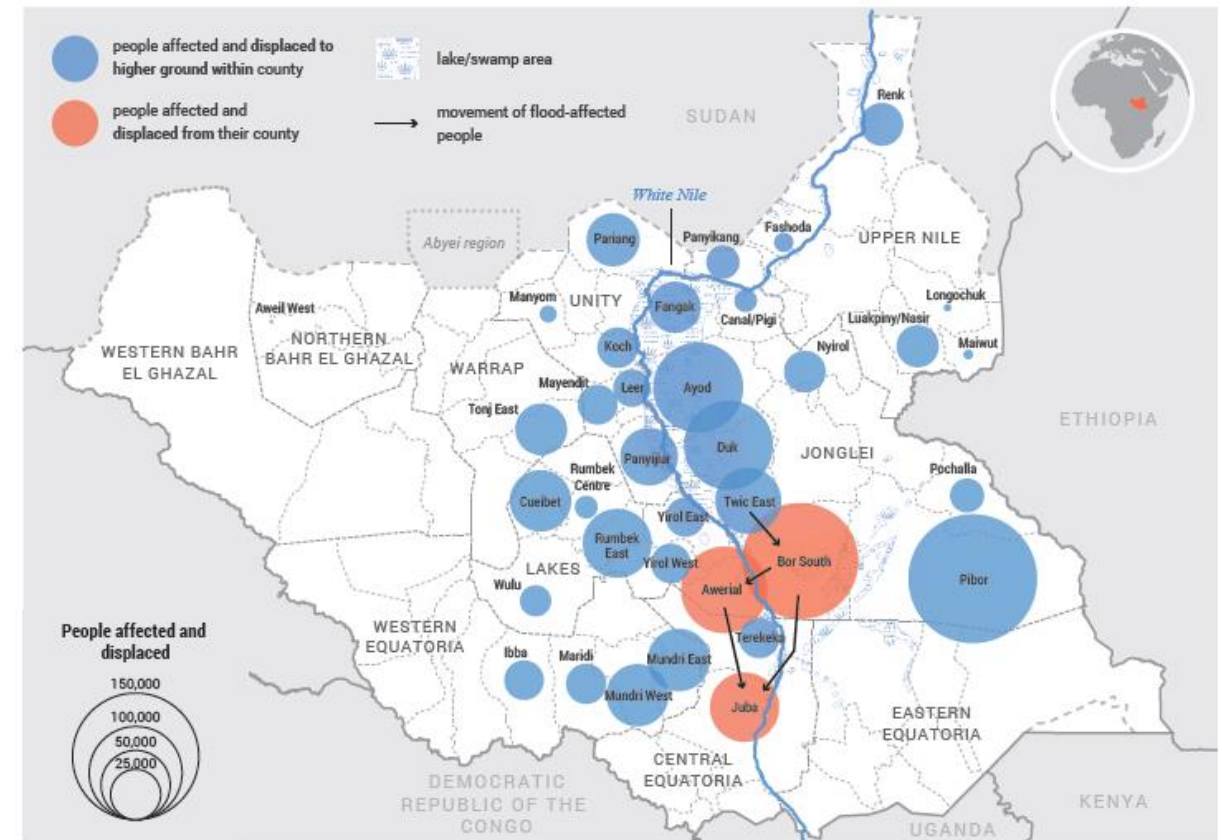 people affected and displaced to
higher ground within county
people affected and
displaced from their county
lake/swamp area
movement of flood-affected
people
SUDAN
Renk
White Nile
Abyei region
Pariang
Panyikang
Fashoda
UPPER NILE
Manyom
UNITY
Fangak
Canal/Pigi
Longochuk
Luakpiny/Nasir
Maiwut
Aweil West
NORTHERN
BAHR EL GHAZAL
WESTERN BAHR
EL GHAZAL
WARRAP
Koch
Nyirol
Mayendit
Leer
Ayod
Tonj East
ETHIOPIA
Duk
JONGLEI
Panyijiar
Pochalla
Rumbek
Centre
Cueibet
Twic East
Yirol East
Rumbek
East
Yirol West
Bor South
LAKES
Awerial
Pibor
Wulu
WESTERN
EQUATORIA
Terekeka
Ibba
Maridi
Mundri East
Mundri West
Juba
EASTERN
EQUATORIA
CENTRAL
EQUATORIA
People affected and
displaced
150,000
100,000
50,000
25,000
DEMOCRATIC
REPUBLIC OF THE
CONGO
UGANDA
KENYA